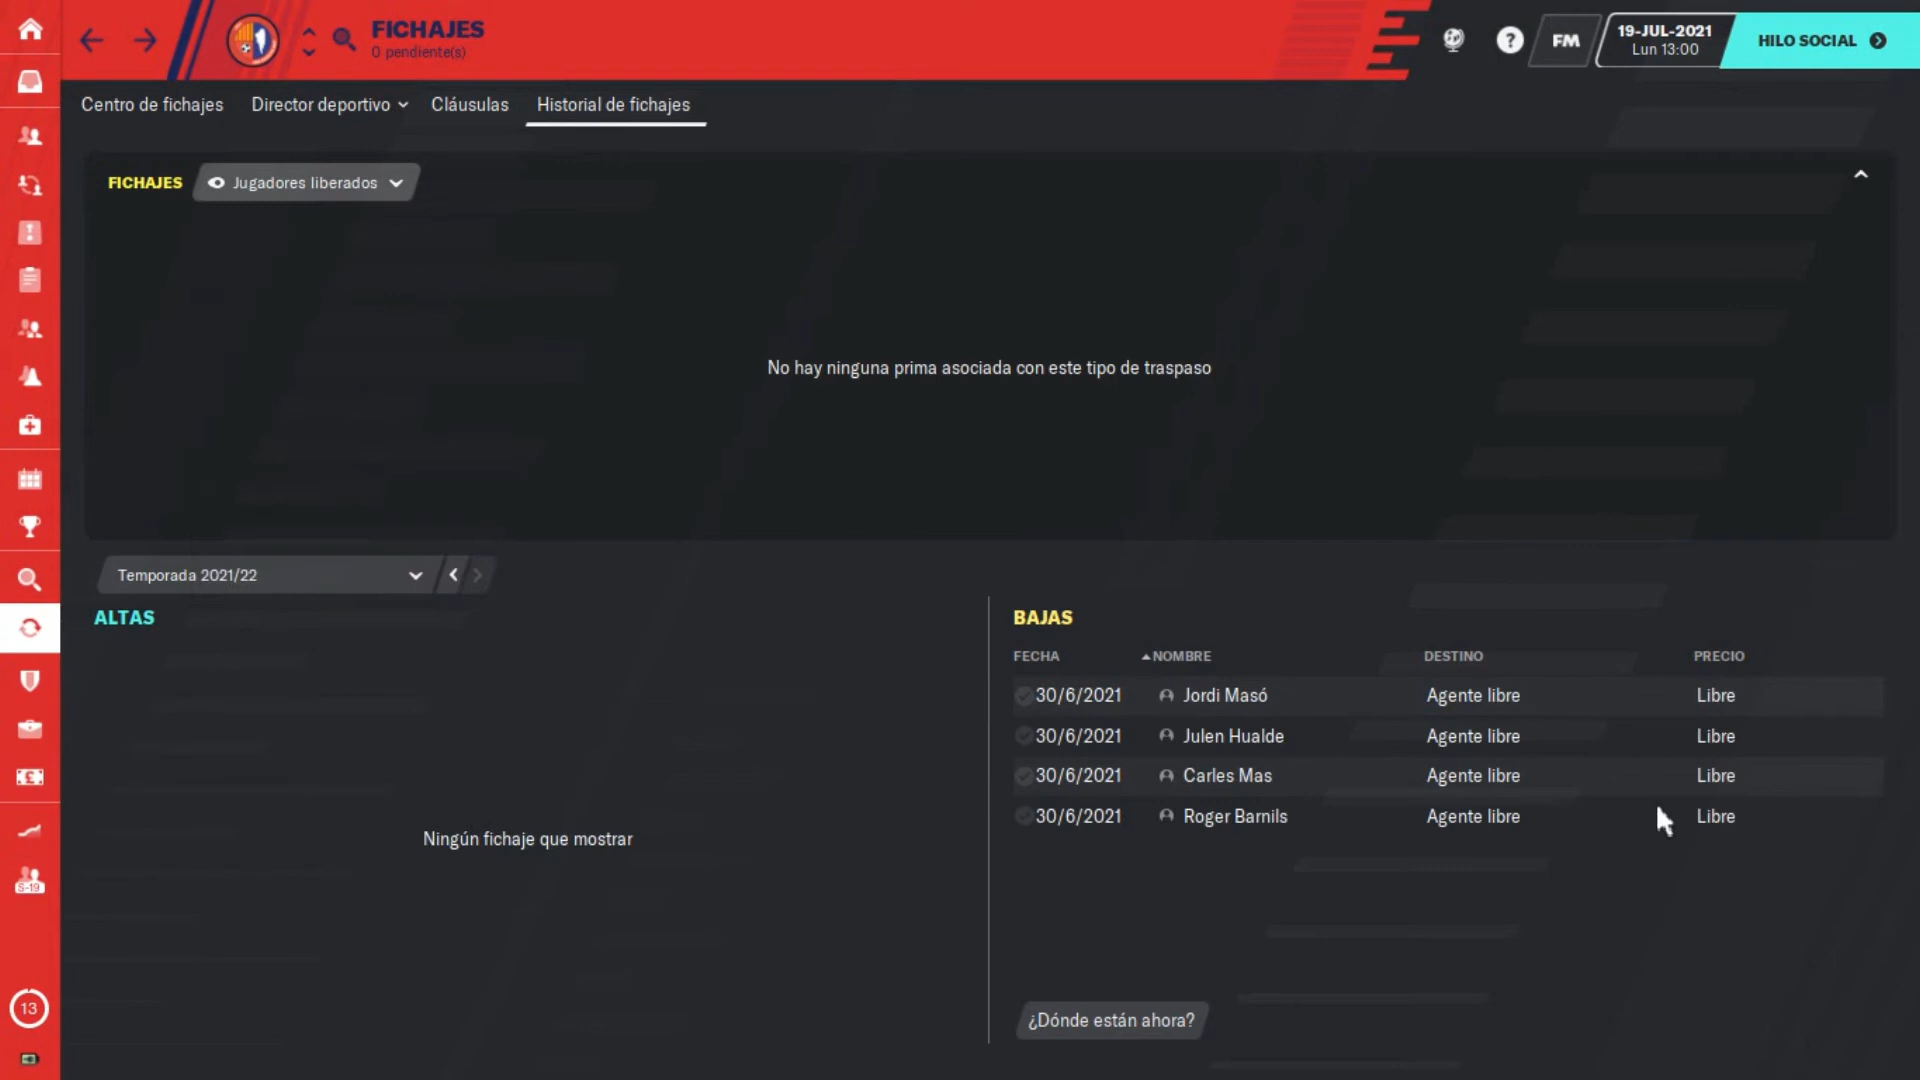 FICHAJES
0 pendiente(s)
?
FM
19-JUL-2021
Lun 13:00
HILO SOCIAL
Centro de fichajes
Director deportivo
Cláusulas
Historial de fichajes
FICHAJES
Jugadores liberados
No hay ninguna prima asociada con este tipo de traspaso
Temporada 2021/22
ALTAS
Ningún fichaje que mostrar
BAJAS
FECHA NOMBRE DESTINO PRECIO
30/6/2021 Jordi Masó Agente libre Libre
30/6/2021 Julen Hualde Agente libre Libre
30/6/2021 Carles Mas Agente libre Libre
30/6/2021 Roger Barnils Agente libre Libre
¿Dónde están ahora?
S-19
13